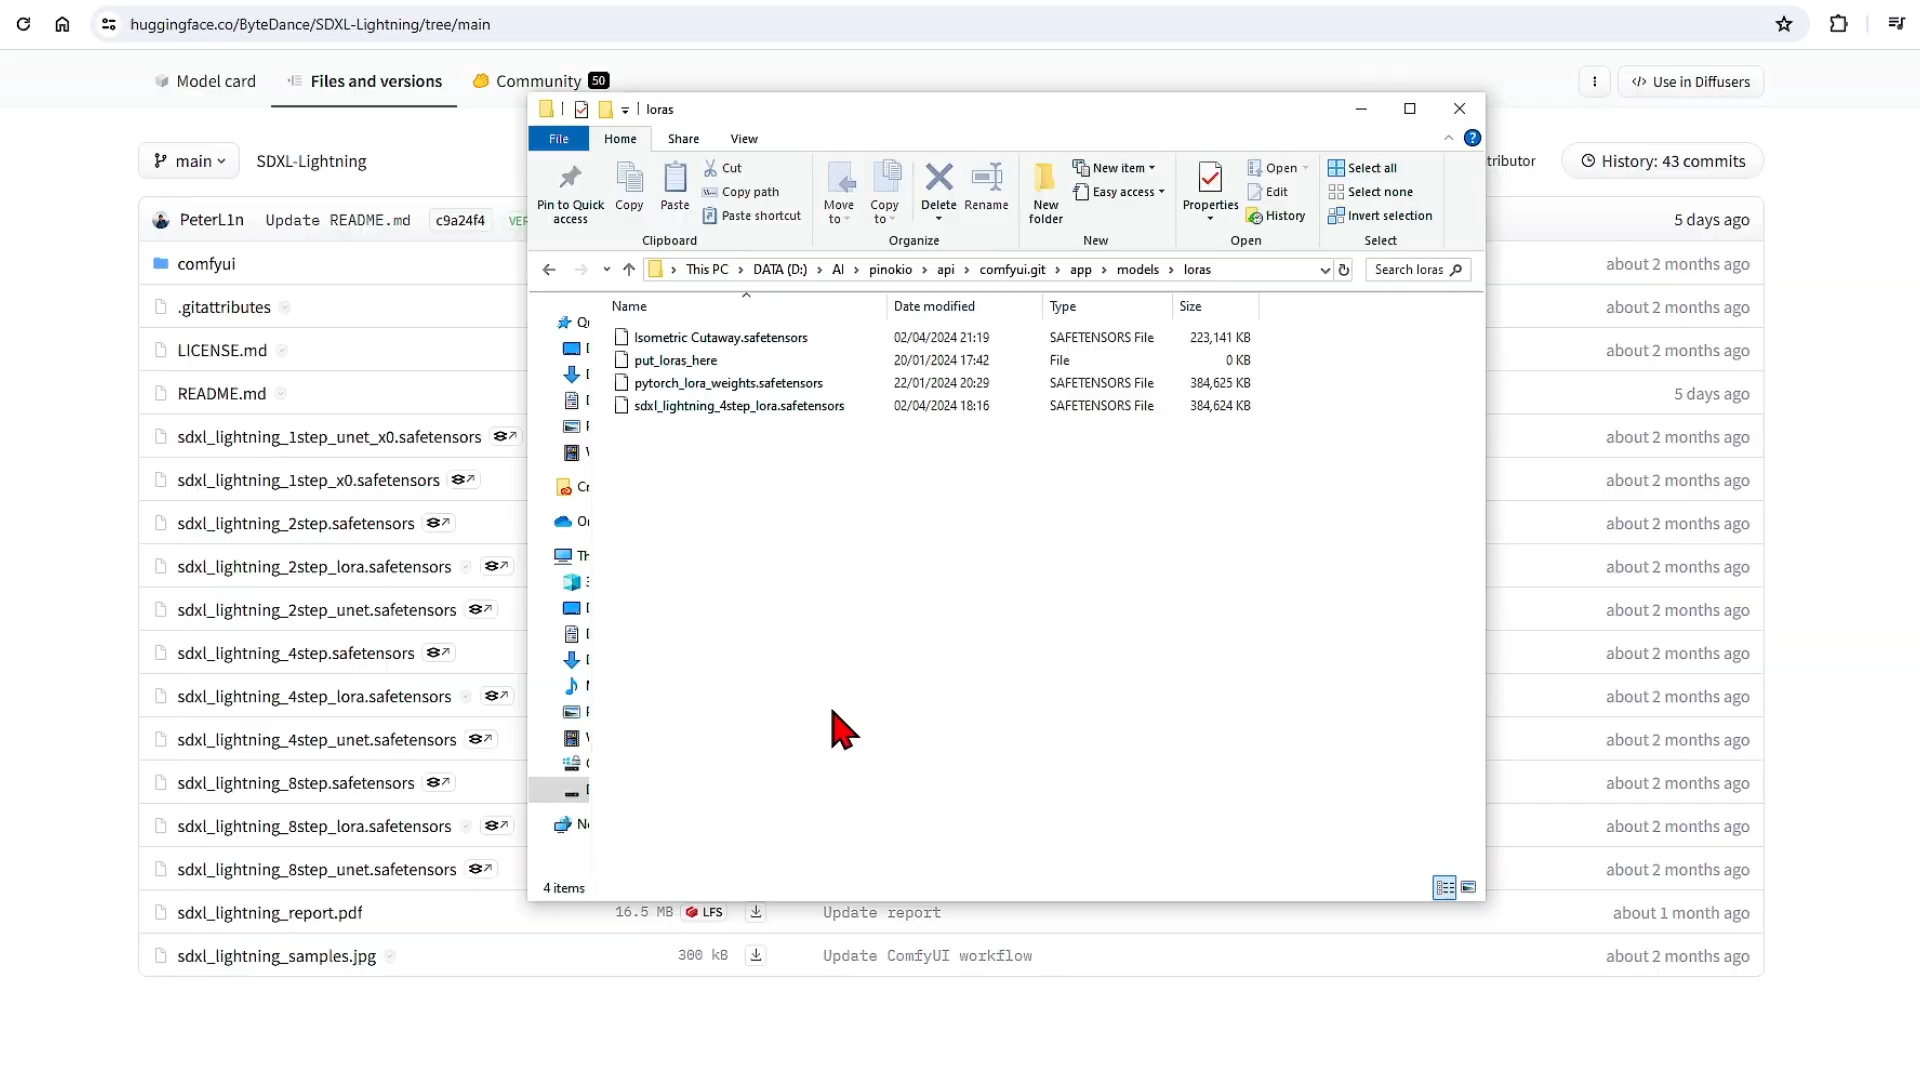 huggingface.co/ByteDance/SDXL-Lightning/tree/main
Model card
Files and versions
Community 50
</> Use in Diffusers
main
SDXL-Lightning
tributor
History: 43 commits
PeterL1n Update README.md c9a24f4 VER
5 days ago
comfyui
about 2 months ago
.gitattributes
about 2 months ago
LICENSE.md
about 2 months ago
README.md
5 days ago
sdxl_lightning_1step_unet_x0.safetensors
about 2 months ago
sdxl_lightning_1step_x0.safetensors
about 2 months ago
sdxl_lightning_2step.safetensors
about 2 months ago
sdxl_lightning_2step_lora.safetensors
about 2 months ago
sdxl_lightning_2step_unet.safetensors
about 2 months ago
sdxl_lightning_4step.safetensors
about 2 months ago
sdxl_lightning_4step_lora.safetensors
about 2 months ago
sdxl_lightning_4step_unet.safetensors
about 2 months ago
sdxl_lightning_8step.safetensors
about 2 months ago
sdxl_lightning_8step_lora.safetensors
about 2 months ago
sdxl_lightning_8step_unet.safetensors
about 2 months ago
sdxl_lightning_report.pdf 16.5 MB LFS Update report about 1 month ago
sdxl_lightning_samples.jpg 300 kB Update ComfyUI workflow about 2 months ago
loras
File Home Share View
Pin to Quick access
Copy
Paste
Cut
Copy path
Paste shortcut
Clipboard
Move to
Copy to
Delete
Rename
Organize
New folder
New item
Easy access
New
Properties
Open
Edit
History
Open
Select all
Select none
Invert selection
Select
This PC > DATA (D:) > AI > pinokio > api > comfyui.git > app > models > loras
Search loras
Name Date modified Type Size
Isometric Cutaway.safetensors 02/04/2024 21:19 SAFETENSORS File 223,141 KB
put_loras_here 20/01/2024 17:42 File 0 KB
pytorch_lora_weights.safetensors 22/01/2024 20:29 SAFETENSORS File 384,625 KB
sdxl_lightning_4step_lora.safetensors 02/04/2024 18:16 SAFETENSORS File 384,624 KB
4 items